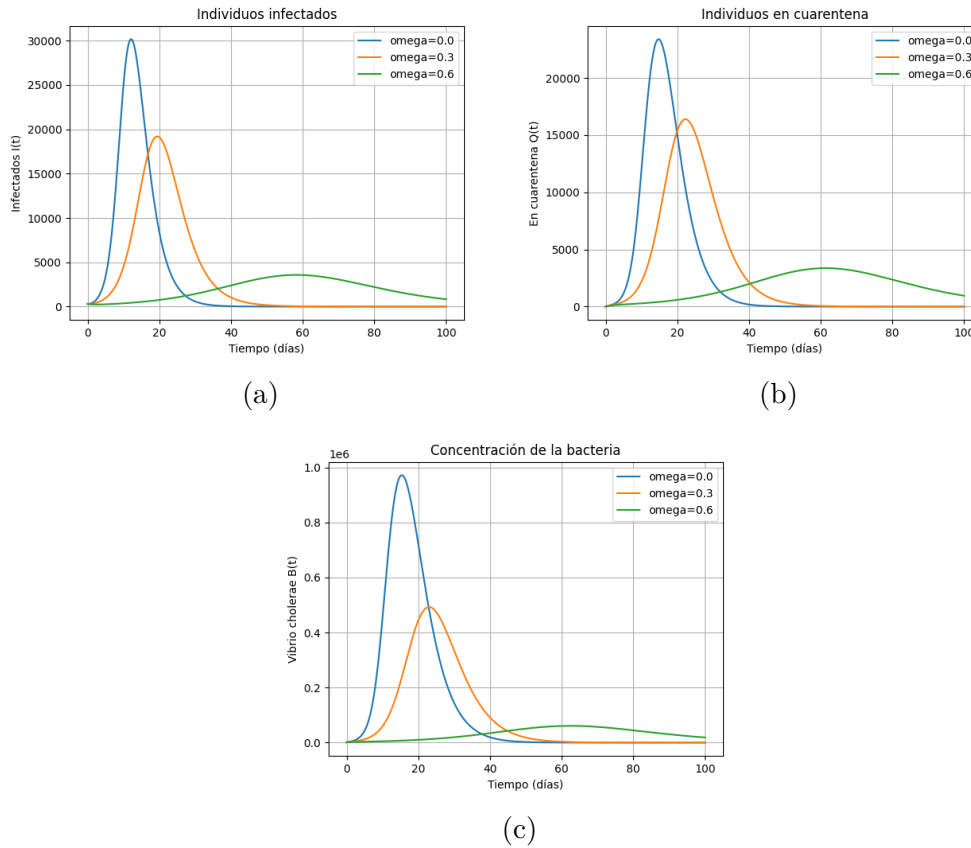 Individuos infectados
Infectados I(t)
30000
25000
20000
15000
10000
5000
0
omega=0.0
omega=0.3
omega=0.6
0 20 40 60 80 100
Tiempo (días)
(a)
Individuos en cuarentena
En cuarentena Q(t)
20000
15000
10000
5000
0
omega=0.0
omega=0.3
omega=0.6
0 20 40 60 80 100
Tiempo (días)
(b)
Concentración de la bacteria
1e6
Vibrio cholerae B(t)
1.0
0.8
0.6
0.4
0.2
0.0
omega=0.0
omega=0.3
omega=0.6
0 20 40 60 80 100
Tiempo (días)
(c)